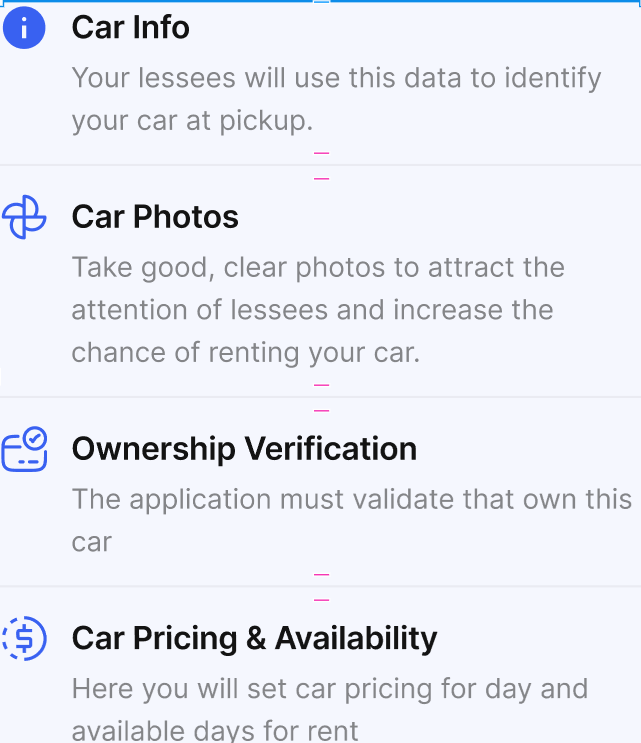 Car Info
Your lessees will use this data to identify
your car at pickup.
Car Photos
Take good, clear photos to attract the
attention of lessees and increase the
chance of renting your car.
Ownership Verification
The application must validate that own this
car
Car Pricing & Availability
Here you will set car pricing for day and
available days for rent